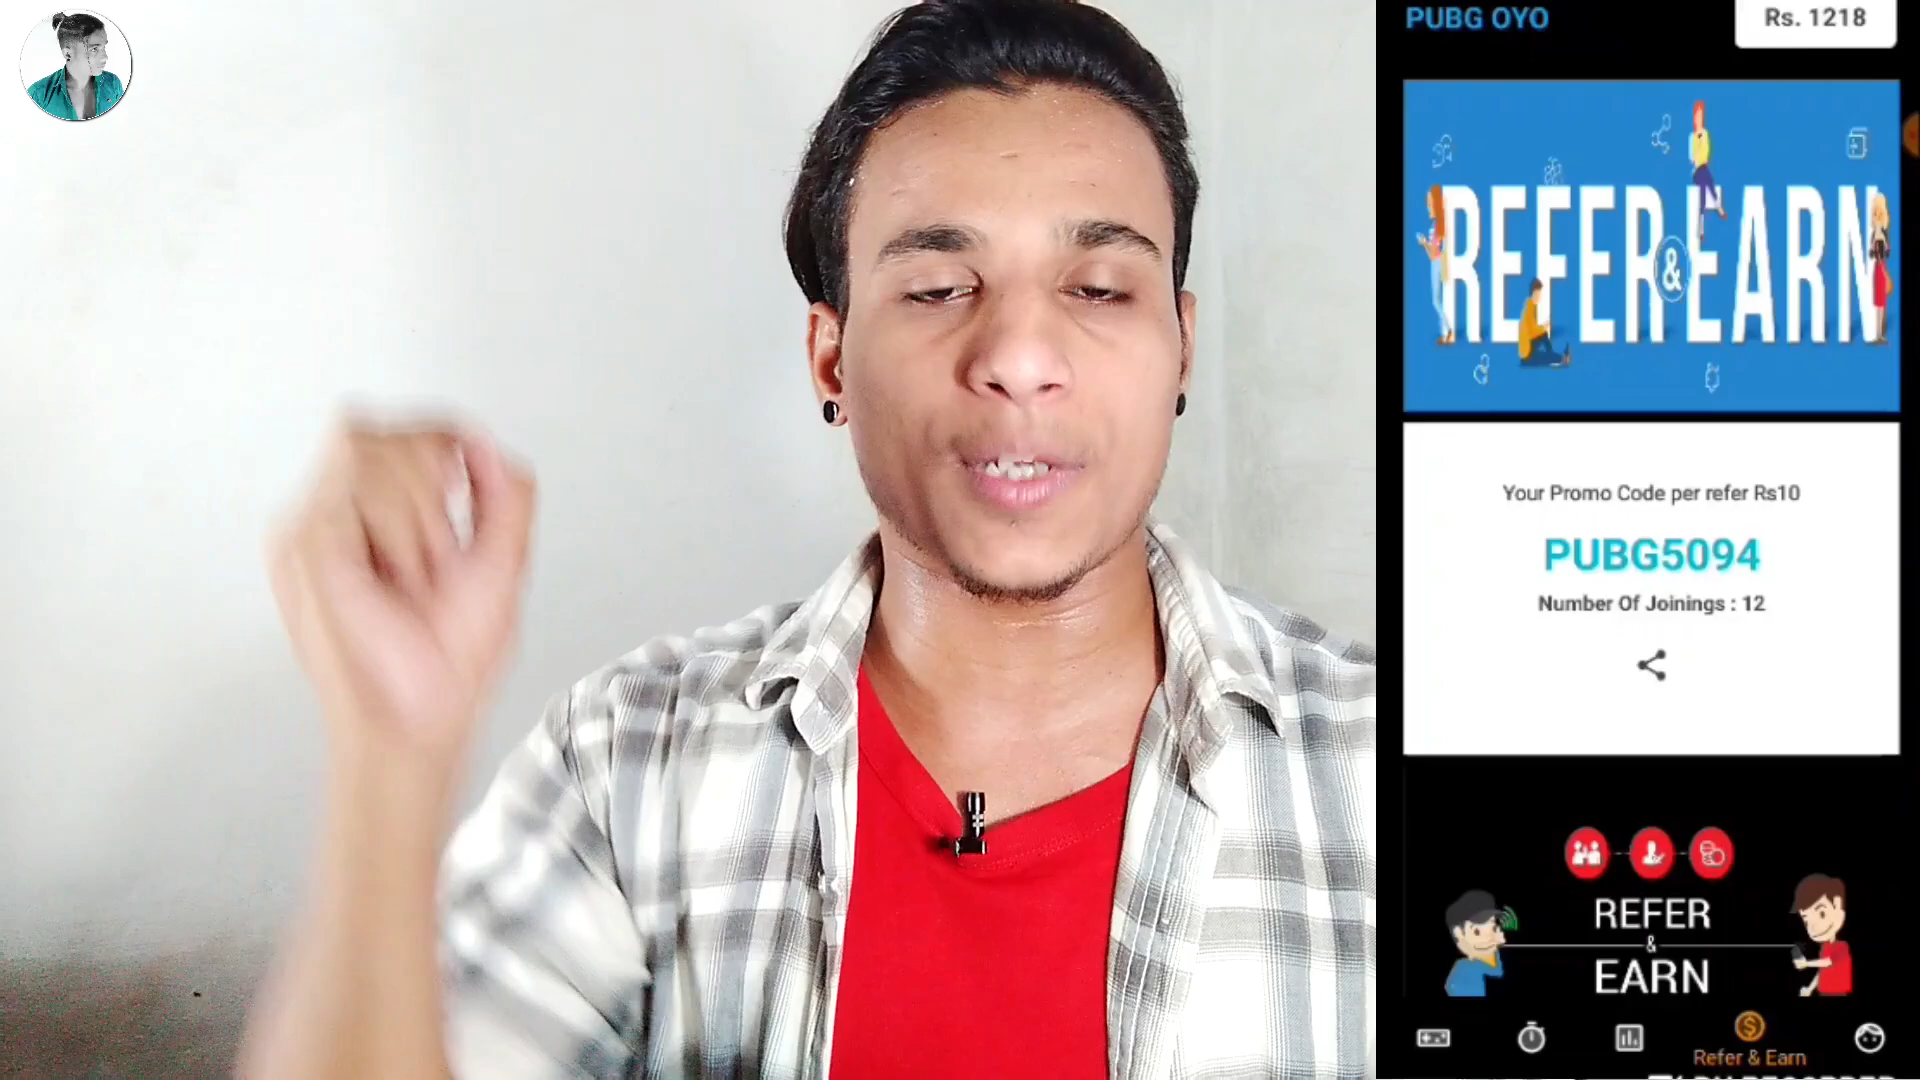 PUBG OYO
Rs. 1218
REFER & EARN
Your Promo Code per refer Rs10
PUBG5094
Number Of Joinings : 12
REFER
&
EARN
Refer & Earn